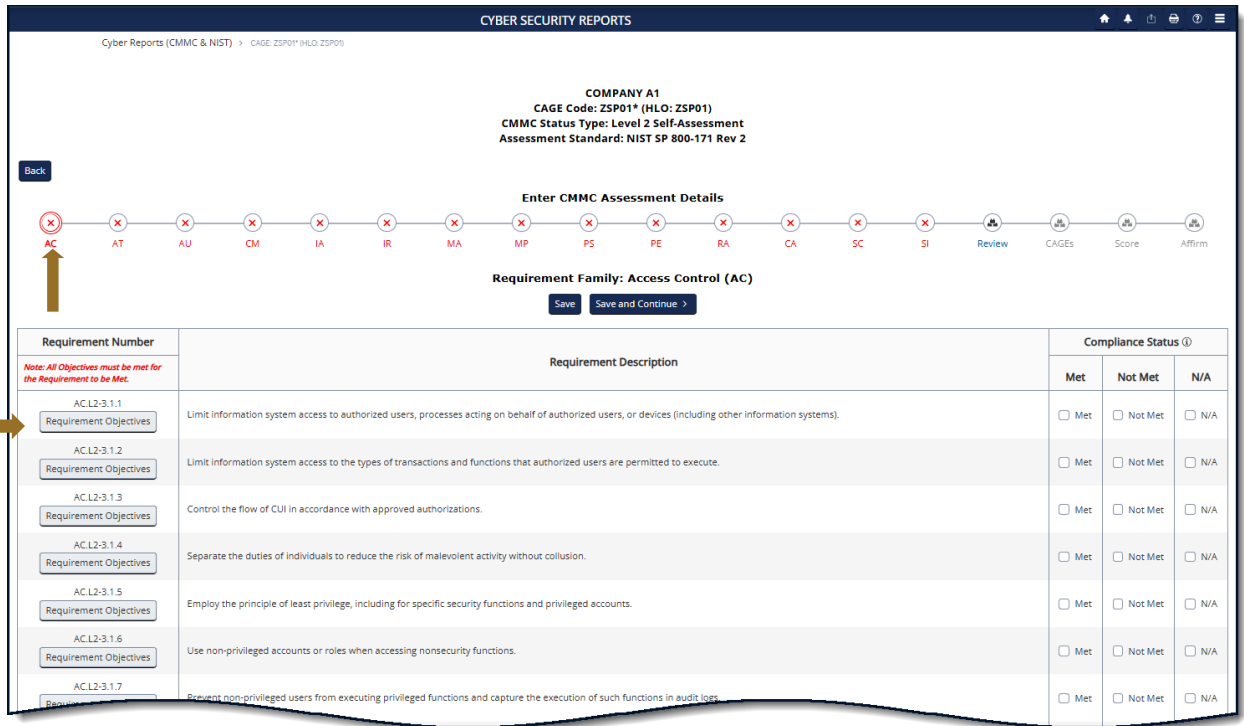 CYBER SECURITY REPORTS
Cyber Reports (CMMC & NIST) > CAGE: ZSP01* (HLO: ZSP01)
COMPANY A1
CAGE Code: ZSP01* (HLO: ZSP01)
CMMC Status Type: Level 2 Self-Assessment
Assessment Standard: NIST SP 800-171 Rev 2
Back
Enter CMMC Assessment Details
AC AT AU CM IA IR MA MP PS PE RA CA SC SI Review CAGEs Score Affirm
Requirement Family: Access Control (AC)
Save Save and Continue >
Requirement Number
Note: All Objectives must be met for
the Requirement to be Met.
Requirement Description
Compliance Status
Met Not Met N/A
AC.L2-3.1.1
Requirement Objectives
Limit information system access to authorized users, processes acting on behalf of authorized users, or devices (including other information systems).
Met Not Met N/A
AC.L2-3.1.2
Requirement Objectives
Limit information system access to the types of transactions and functions that authorized users are permitted to execute.
Met Not Met N/A
AC.L2-3.1.3
Requirement Objectives
Control the flow of CUI in accordance with approved authorizations.
Met Not Met N/A
AC.L2-3.1.4
Requirement Objectives
Separate the duties of individuals to reduce the risk of malevolent activity without collusion.
Met Not Met N/A
AC.L2-3.1.5
Requirement Objectives
Employ the principle of least privilege, including for specific security functions and privileged accounts.
Met Not Met N/A
AC.L2-3.1.6
Requirement Objectives
Use non-privileged accounts or roles when accessing nonsecurity functions.
Met Not Met N/A
AC.L2-3.1.7
Prevent non-privileged users from executing privileged functions and capture the execution of such functions in audit logs.
Met Not Met N/A